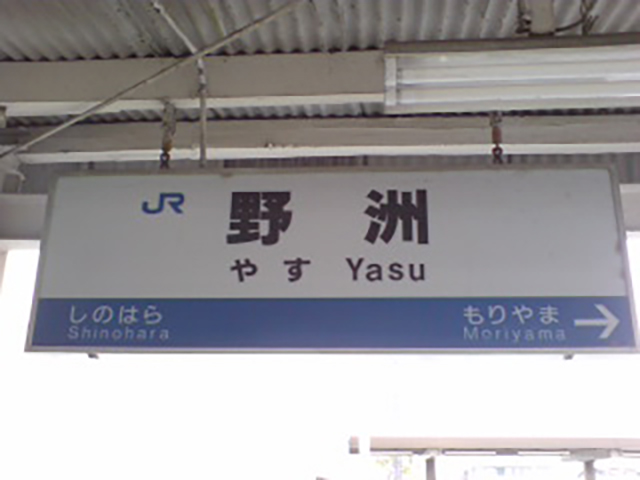 JR 野洲
やす Yasu
しのはら もりやま →
Shinohara Moriyama